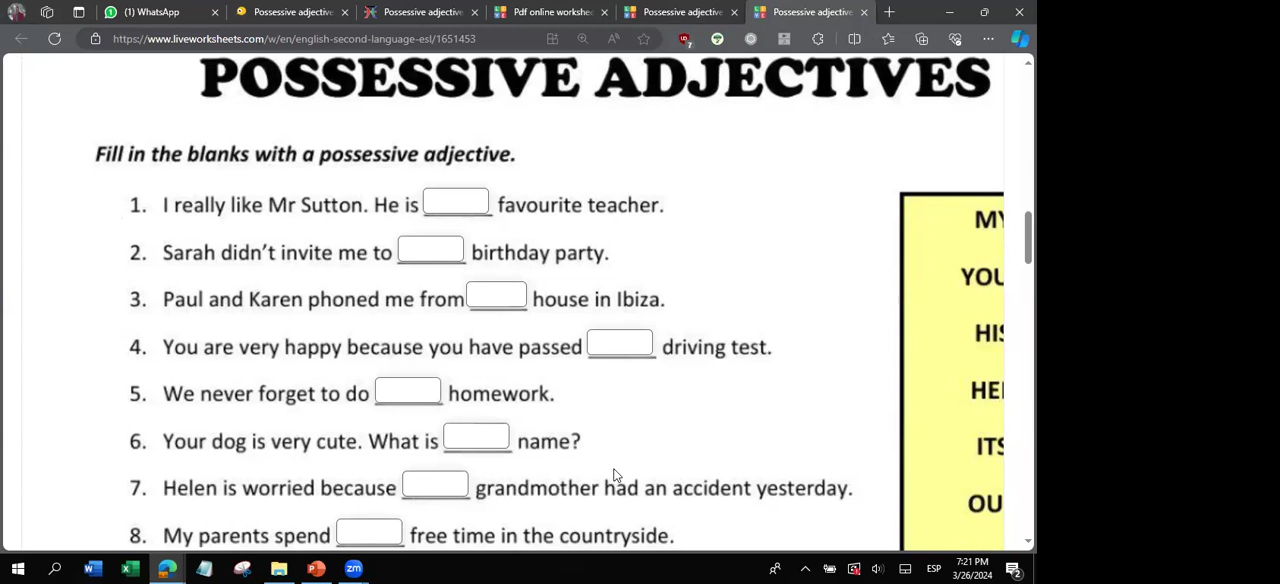 (1) WhatsApp
Possessive adjective
Possessive adjective
Pdf online workshe
Possessive adjective
Possessive adjective
https://www.liveworksheets.com/w/en/english-second-language-esl/1651453
POSSESSIVE ADJECTIVES
Fill in the blanks with a possessive adjective.
1. I really like Mr Sutton. He is favourite teacher.
2. Sarah didn't invite me to birthday party.
3. Paul and Karen phoned me from house in Ibiza.
4. You are very happy because you have passed driving test.
5. We never forget to do homework.
6. Your dog is very cute. What is name?
7. Helen is worried because grandmother had an accident yesterday.
8. My parents spend free time in the countryside.
MY
YOU
HIS
HE
ITS
OU
ESP
7:21 PM
3/26/2024